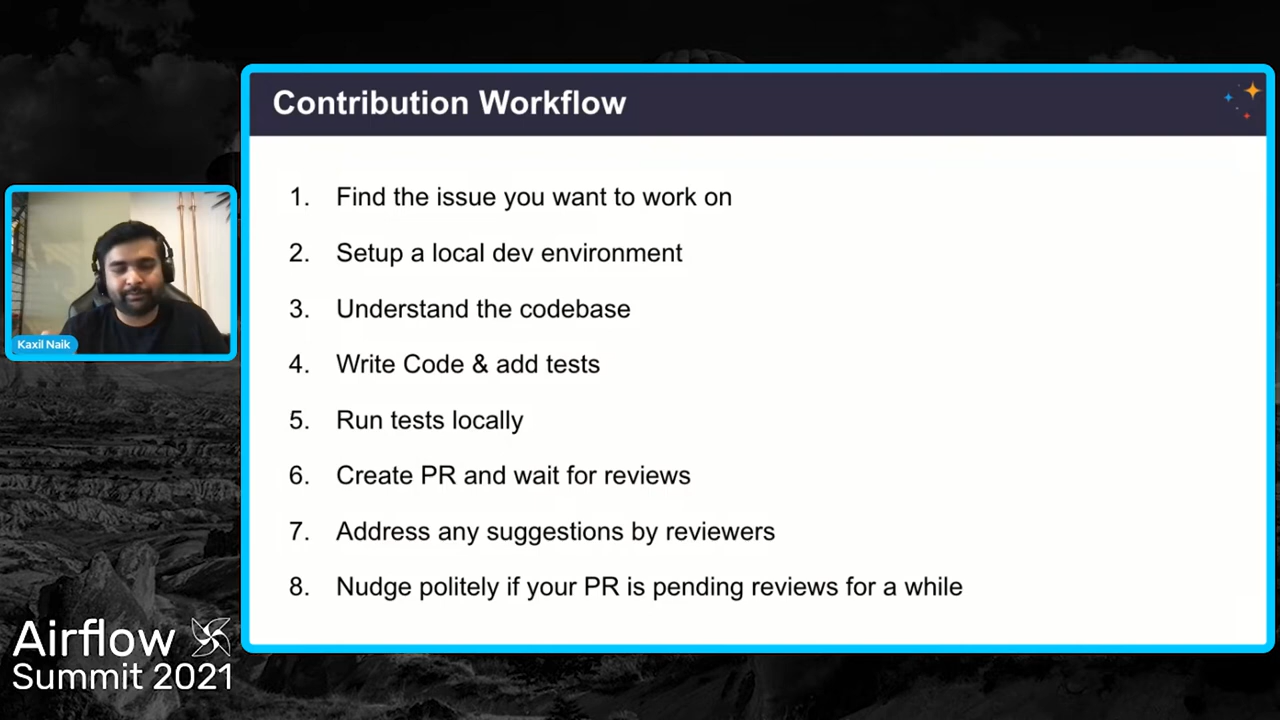 Contribution Workflow
1. Find the issue you want to work on
2. Setup a local dev environment
3. Understand the codebase
4. Write Code & add tests
5. Run tests locally
6. Create PR and wait for reviews
7. Address any suggestions by reviewers
8. Nudge politely if your PR is pending reviews for a while
Kaxil Naik
Airflow
Summit 2021